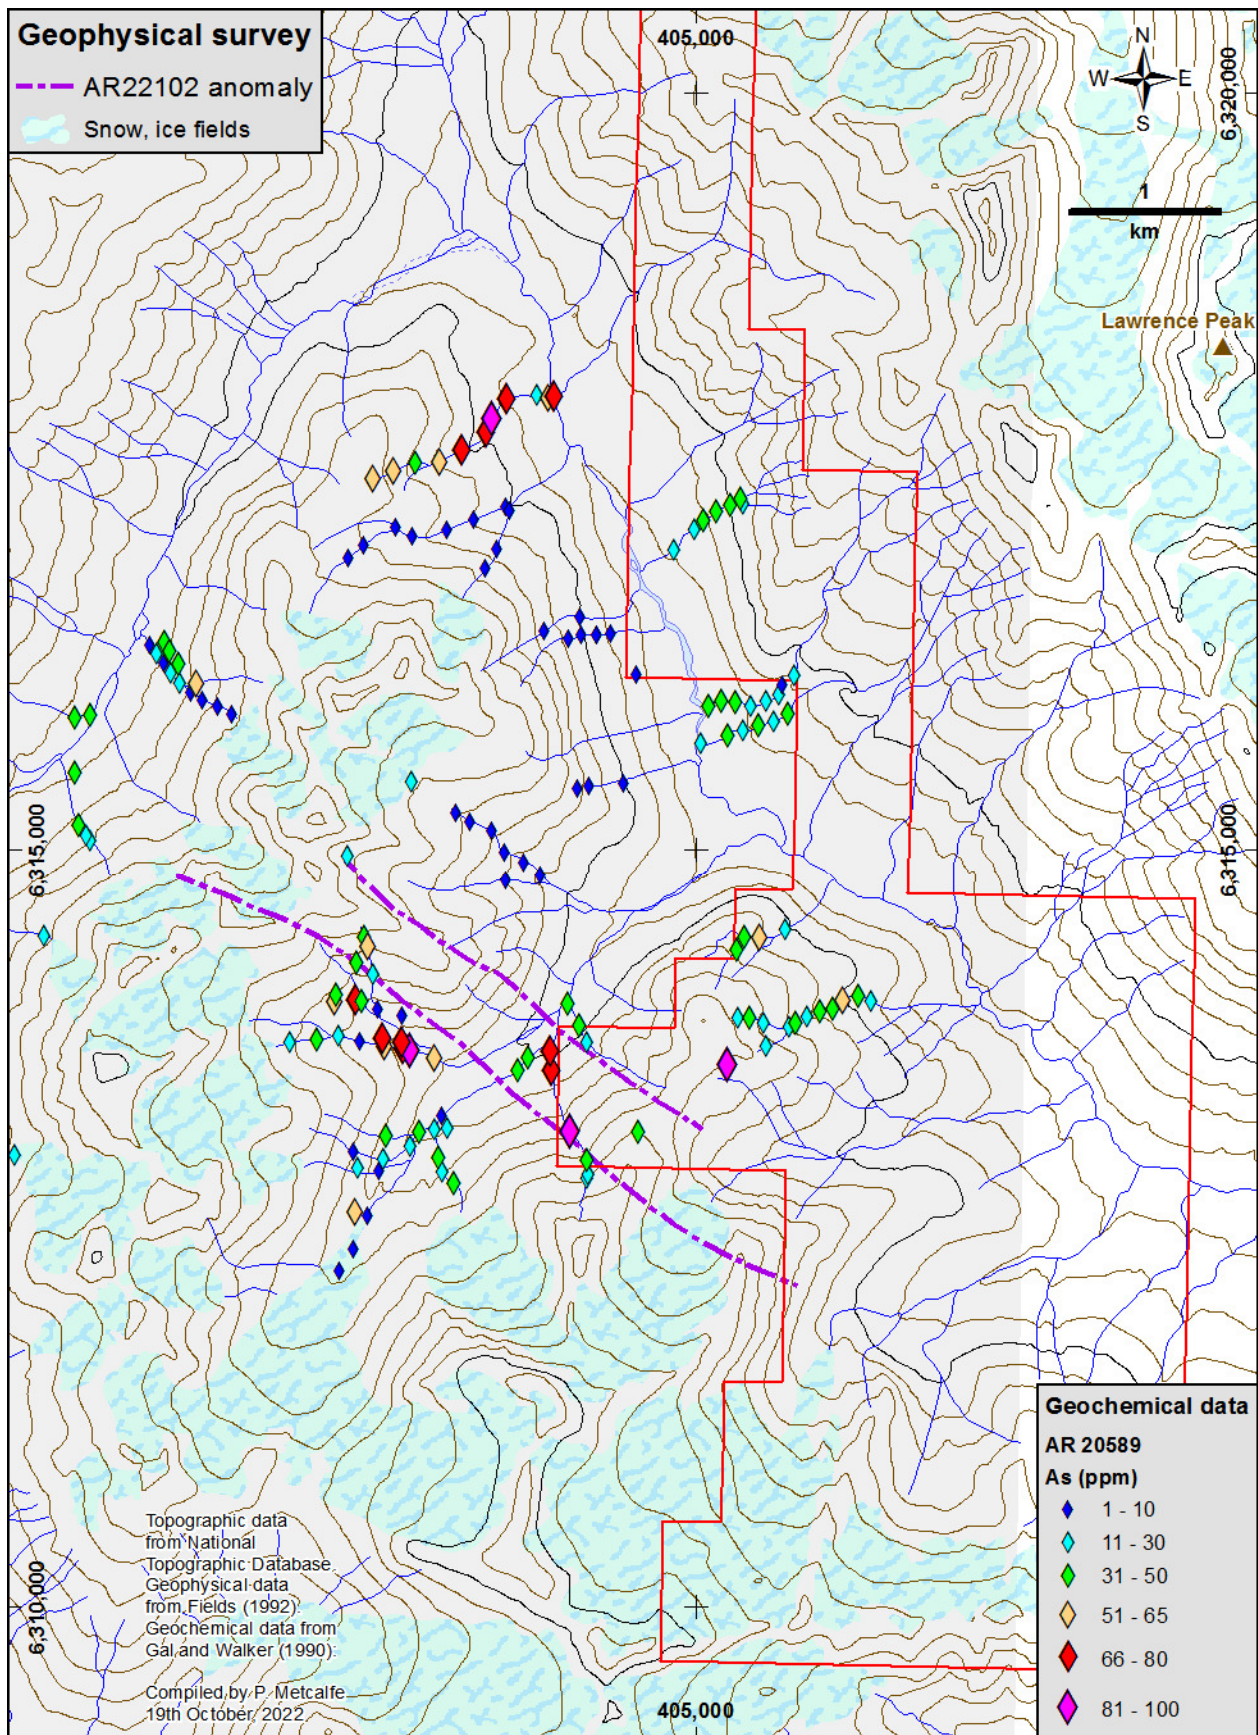 Geophysical survey
AR22102 anomaly
Snow, ice fields
405,000
N
W E
S
6,320,000
1
km
Lawrence Peak
6,315,000
6,315,000
Geochemical data
AR 20589
As (ppm)
1 - 10
11 - 30
31 - 50
51 - 65
66 - 80
81 - 100
6,310,000
Topographic data
from National
Topographic Database.
Geophysical data
from Fields (1992).
Geochemical data from
Gal and Walker (1990).
Compiled by P. Metcalfe
19th October, 2022.
405,000